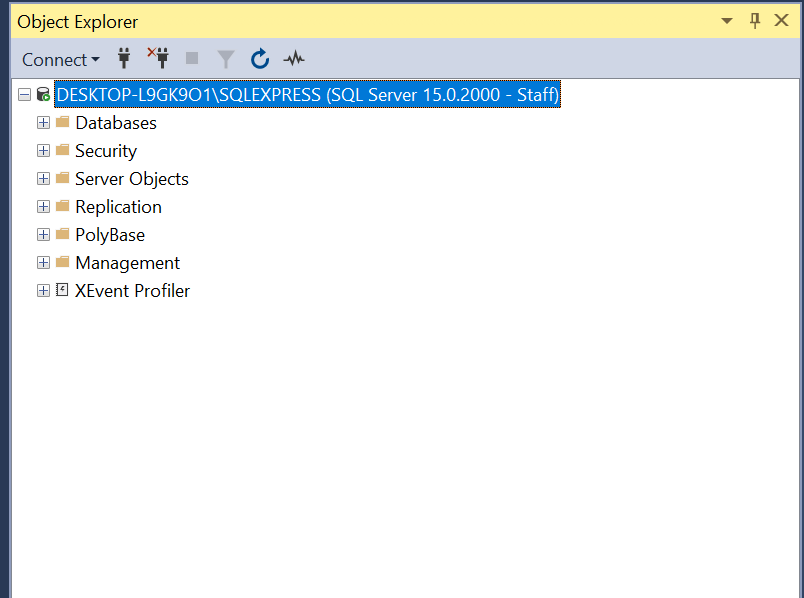 Object Explorer
Connect
DESKTOP-L9GK9O1\SQLEXPRESS (SQL Server 15.0.2000 - Staff)
Databases
Security
Server Objects
Replication
PolyBase
Management
XEvent Profiler